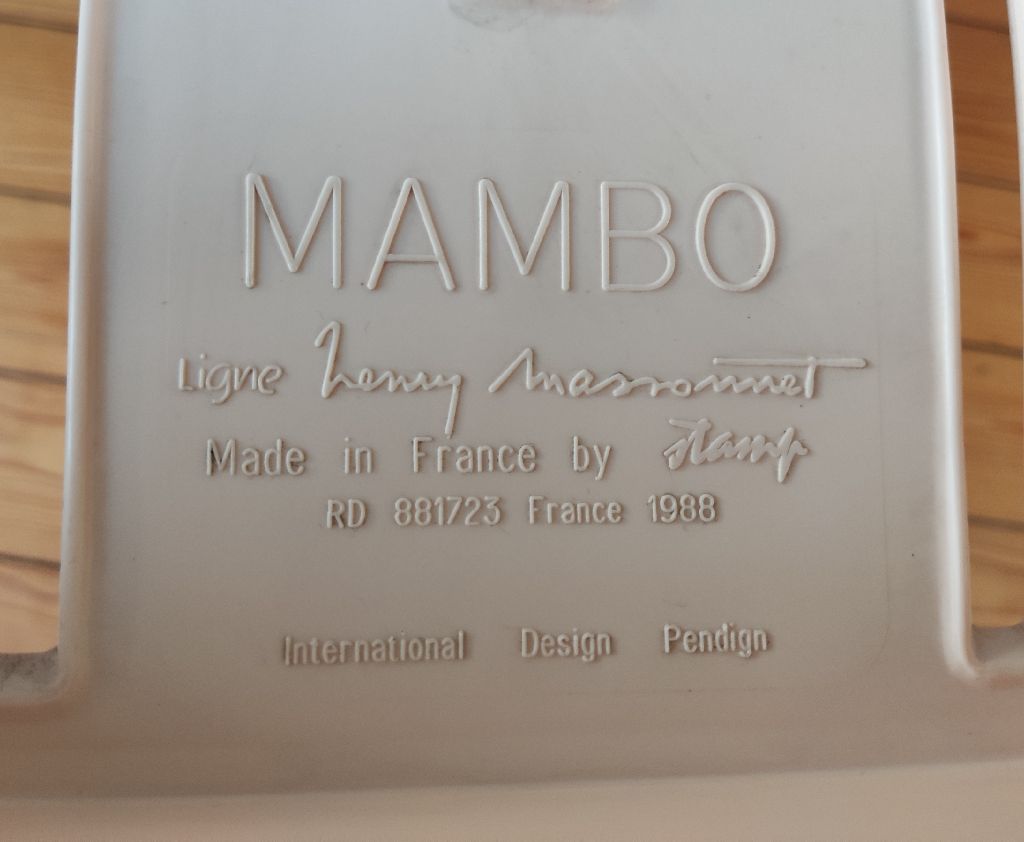 MAMBO
Ligne henry massonnet
Made in France by stamp
RD 881723 France 1988
International Design Pendign